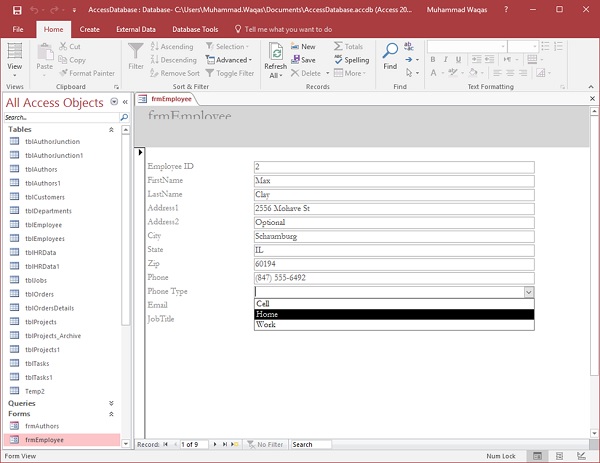 AccessDatabase : Database- C:\Users\Muhammad.Waqas\Documents\AccessDatabase.accdb (Access 20... Muhammad Waqas ?
File Home Create External Data Database Tools Tell me what you want to do
View
Views
Paste
Cut
Copy
Format Painter
Clipboard
Filter
Ascending
Descending
Remove Sort
Selection
Advanced
Toggle Filter
Sort & Filter
Refresh All
New
Save
Delete
Totals
Spelling
More
Records
Find
Find
B I U
A
Text Formatting
All Access Objects
Search...
Tables
tblAuthorJunction
tblAuthorJunction1
tblAuthors
tblAuthors1
tblCustomers
tblDepartments
tblEmployee
tblEmployees
tblHRData
tblHRData1
tblJobs
tblOrders
tblOrdersDetails
tblProjects
tblProjects_Archive
tblProjects1
tblTasks
tblTasks1
Temp2
Queries
Forms
frmAuthors
frmEmployee
frmEmployee
frmEmployee
Employee ID 2
FirstName Max
LastName Clay
Address1 2556 Mohave St
Address2 Optional
City Schaumburg
State IL
Zip 60194
Phone (847) 555-6492
Phone Type
Email
JobTitle
Cell
Home
Work
Record: 1 of 9 No Filter Search
Form View Num Lock